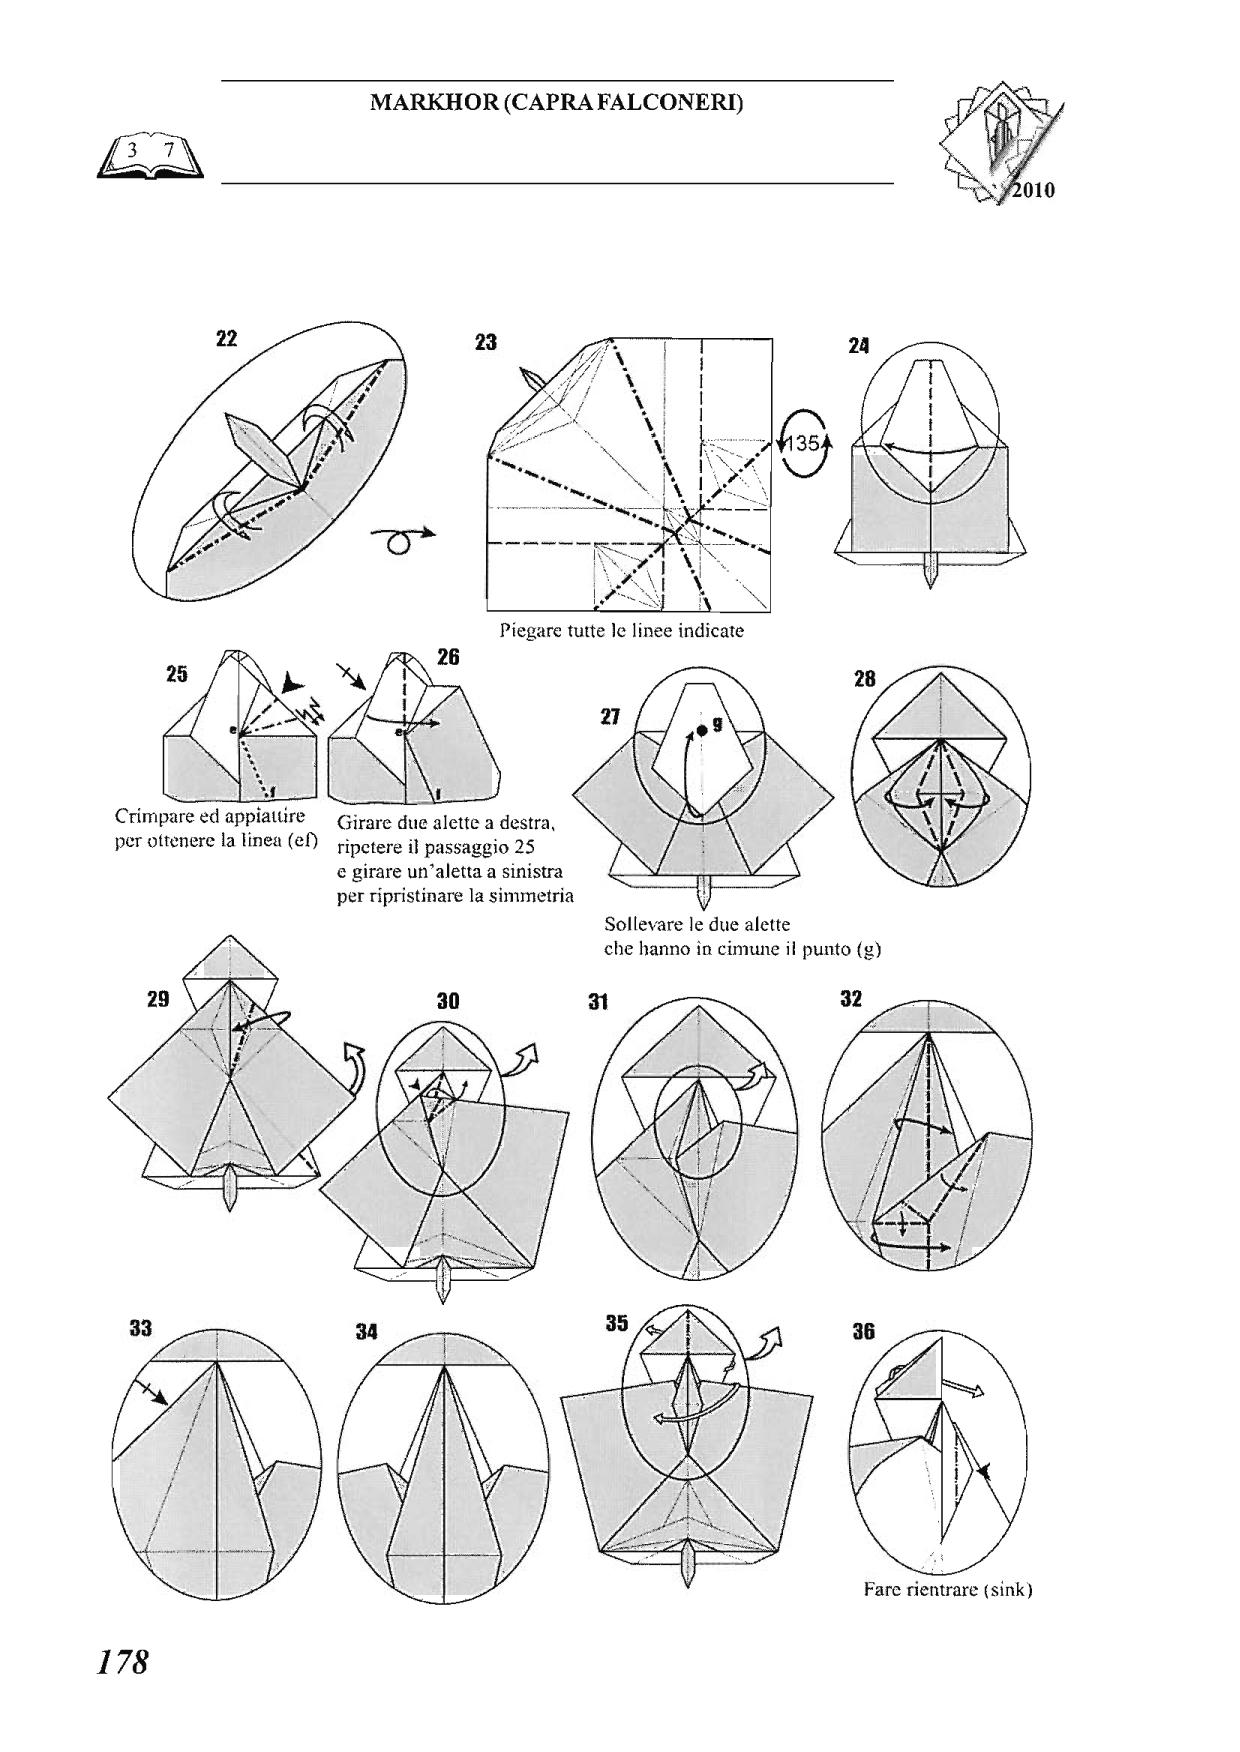 MARKHOR (CAPRA FALCONERI)
3 7
2010
22
23
135
Piegare tutte le linee indicate
24
25
e
f
Crimpare ed appiattire
per ottenere la linea (ef)
26
e
f
Girare due alette a destra,
ripetere il passaggio 25
e girare un'aletta a sinistra
per ripristinare la simmetria
27
g
Sollevare le due alette
che hanno in cimune il punto (g)
28
29
30
31
32
33
34
35
36
Fare rientrare (sink)
178